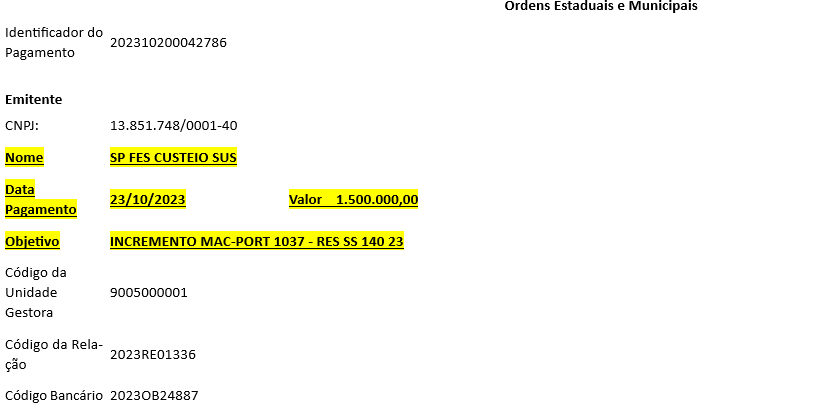 Ordens Estaduais e Municipais
Identificador do
Pagamento 202310200042786
Emitente
CNPJ: 13.851.748/0001-40
Nome SP FES CUSTEIO SUS
Data
Pagamento 23/10/2023 Valor 1.500.000,00
Objetivo INCREMENTO MAC-PORT 1037 - RES SS 140 23
Código da
Unidade 9005000001
Gestora
Código da Rela-
ção 2023RE01336
Código Bancário 2023OB24887